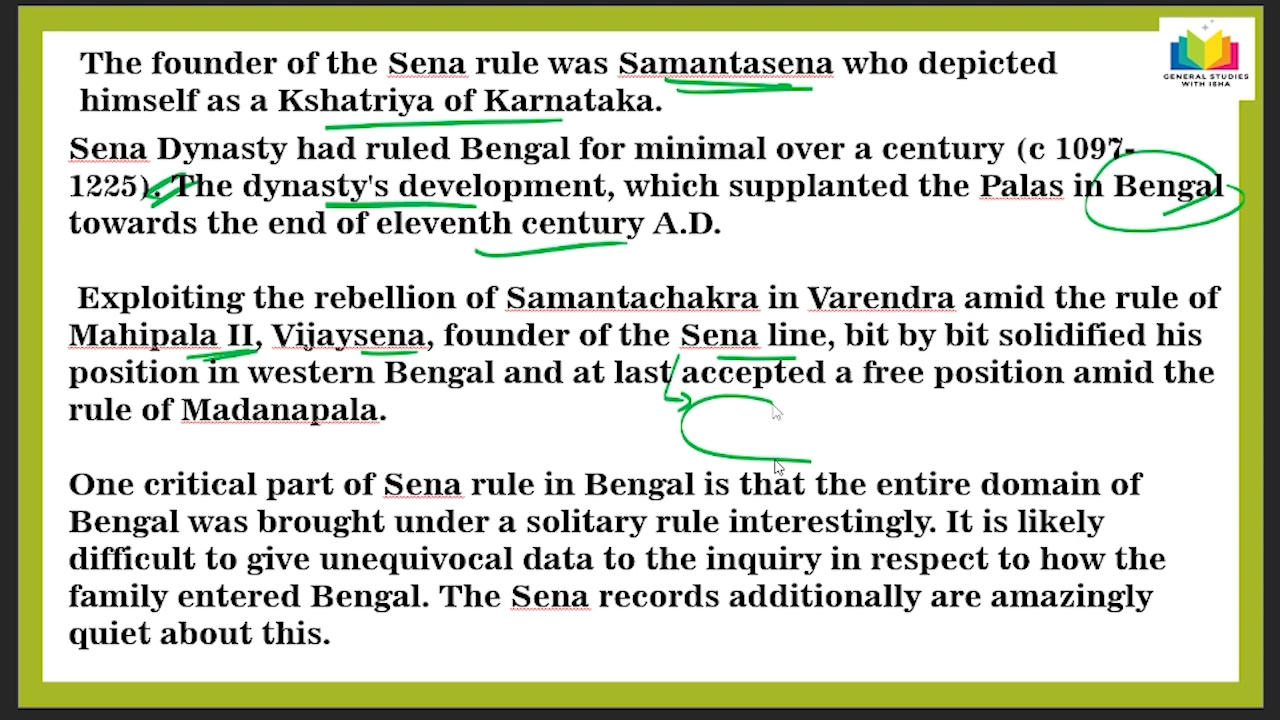 The founder of the Sena rule was Samantasena who depicted
himself as a Kshatriya of Karnataka.
GENERAL STUDIES
WITH ISHA
Sena Dynasty had ruled Bengal for minimal over a century (c 1097-
1225). The dynasty's development, which supplanted the Palas in Bengal
towards the end of eleventh century A.D.
Exploiting the rebellion of Samantachakra in Varendra amid the rule of
Mahipala II, Vijaysena, founder of the Sena line, bit by bit solidified his
position in western Bengal and at last accepted a free position amid the
rule of Madanapala.
One critical part of Sena rule in Bengal is that the entire domain of
Bengal was brought under a solitary rule interestingly. It is likely
difficult to give unequivocal data to the inquiry in respect to how the
family entered Bengal. The Sena records additionally are amazingly
quiet about this.